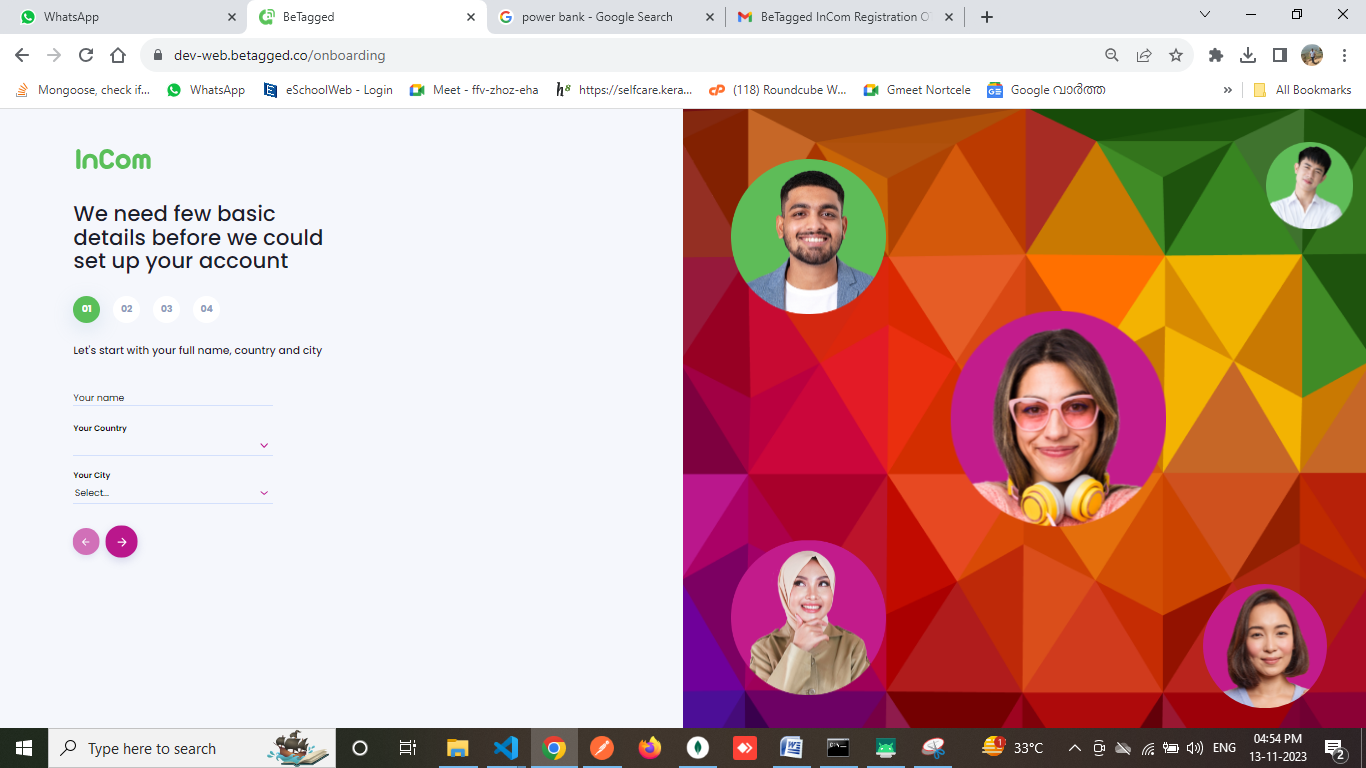 WhatsApp
BeTagged
power bank - Google Search
BeTagged InCom Registration OT
dev-web.betagged.co/onboarding
Mongoose, check if...
WhatsApp
eSchoolWeb - Login
Meet - ffv-zhoz-eha
https://selfcare.kera...
(118) Roundcube W...
Gmeet Nortcele
Google വാർത്ത
»
All Bookmarks
InCom
We need few basic
details before we could
set up your account
01 02 03 04
Let's start with your full name, country and city
Your name
Your Country
Your City
Select...
Type here to search
1
33°C
ENG
04:54 PM
13-11-2023
2